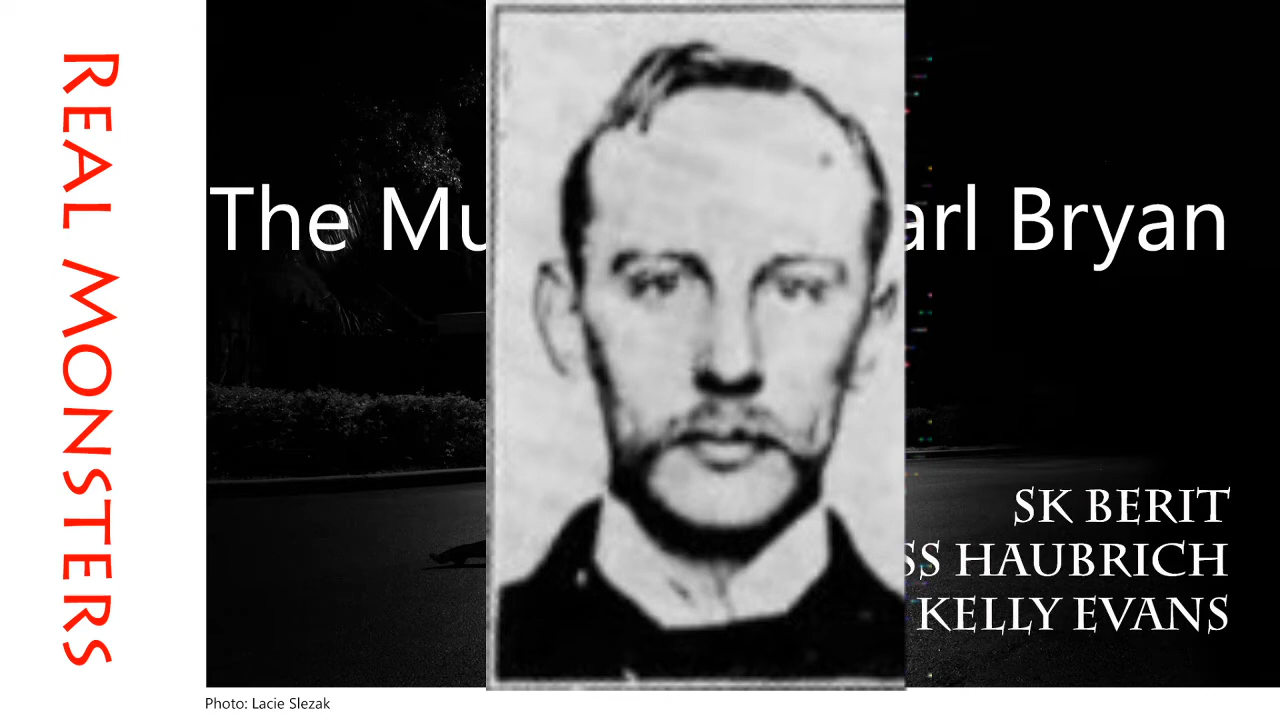 REAL MONSTERS
The Mu arl Bryan
SK BERIT
SS HAUBRICH
KELLY EVANS
Photo: Lacie Slezak